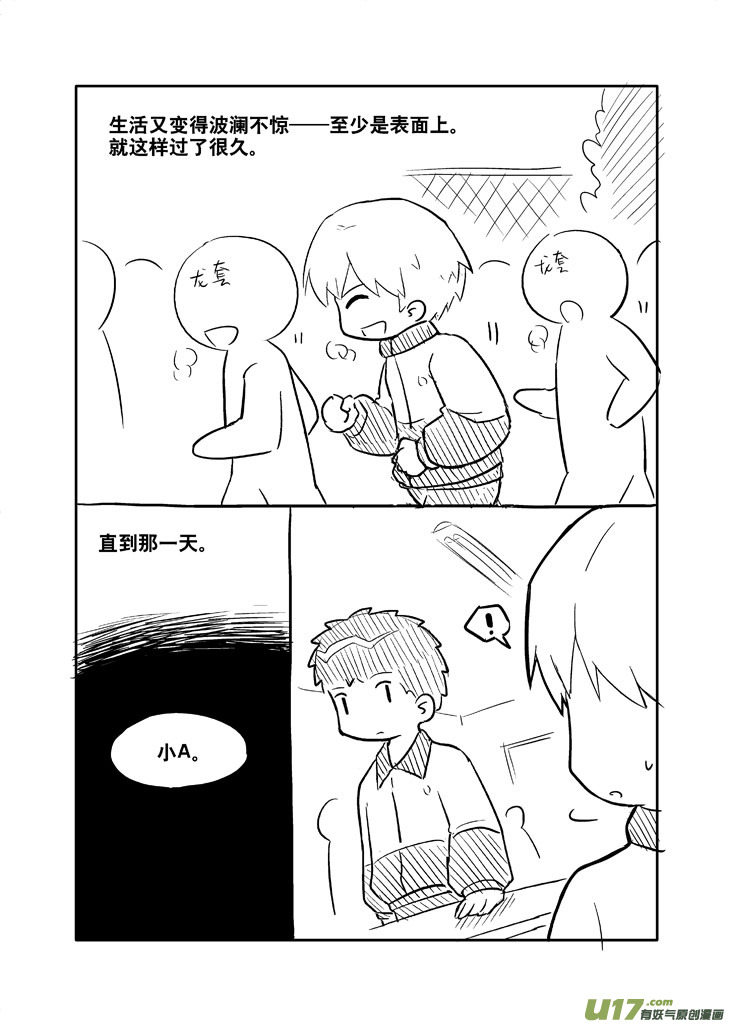 生活又变得波澜不惊——至少是表面上。
就这样过了很久。
龙套
龙套
直到那一天。
小A。
!
U17.com
有妖气原创漫画